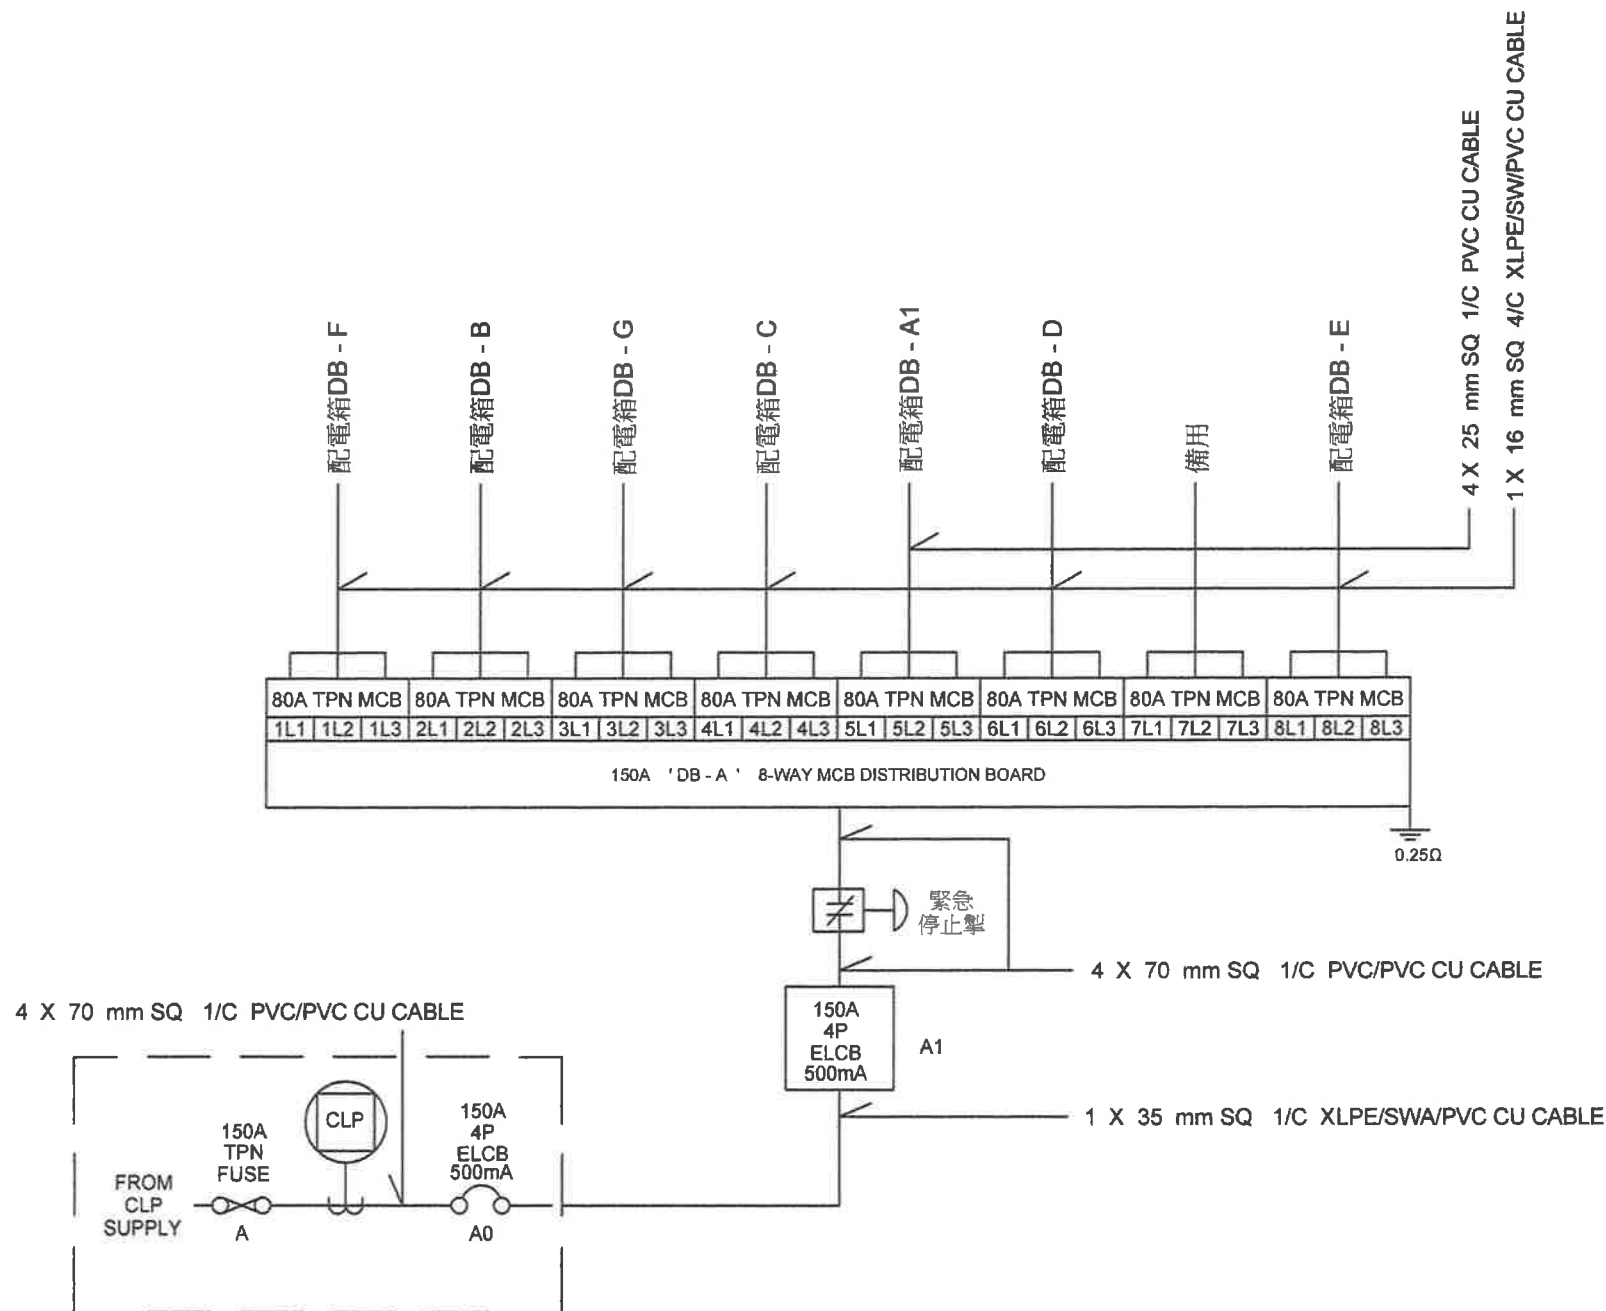 4 X 25 mm SQ 1/C PVC CU CABLE
1 X 16 mm SQ 4/C XLPE/SW/PVC CU CABLE
配電箱DB - F
配電箱DB - B
配電箱DB - G
配電箱DB - C
配電箱DB - A1
配電箱DB - D
備用
配電箱DB - E
80A TPN MCB 80A TPN MCB 80A TPN MCB 80A TPN MCB 80A TPN MCB 80A TPN MCB 80A TPN MCB 80A TPN MCB
1L1 1L2 1L3 2L1 2L2 2L3 3L1 3L2 3L3 4L1 4L2 4L3 5L1 5L2 5L3 6L1 6L2 6L3 7L1 7L2 7L3 8L1 8L2 8L3
150A ' DB - A ' 8-WAY MCB DISTRIBUTION BOARD
0.25Ω
緊急
停止掣
4 X 70 mm SQ 1/C PVC/PVC CU CABLE
150A
4P
ELCB
500mA
A1
1 X 35 mm SQ 1/C XLPE/SWA/PVC CU CABLE
4 X 70 mm SQ 1/C PVC/PVC CU CABLE
CLP
150A
TPN
FUSE
150A
4P
ELCB
500mA
FROM
CLP
SUPPLY
A
A0